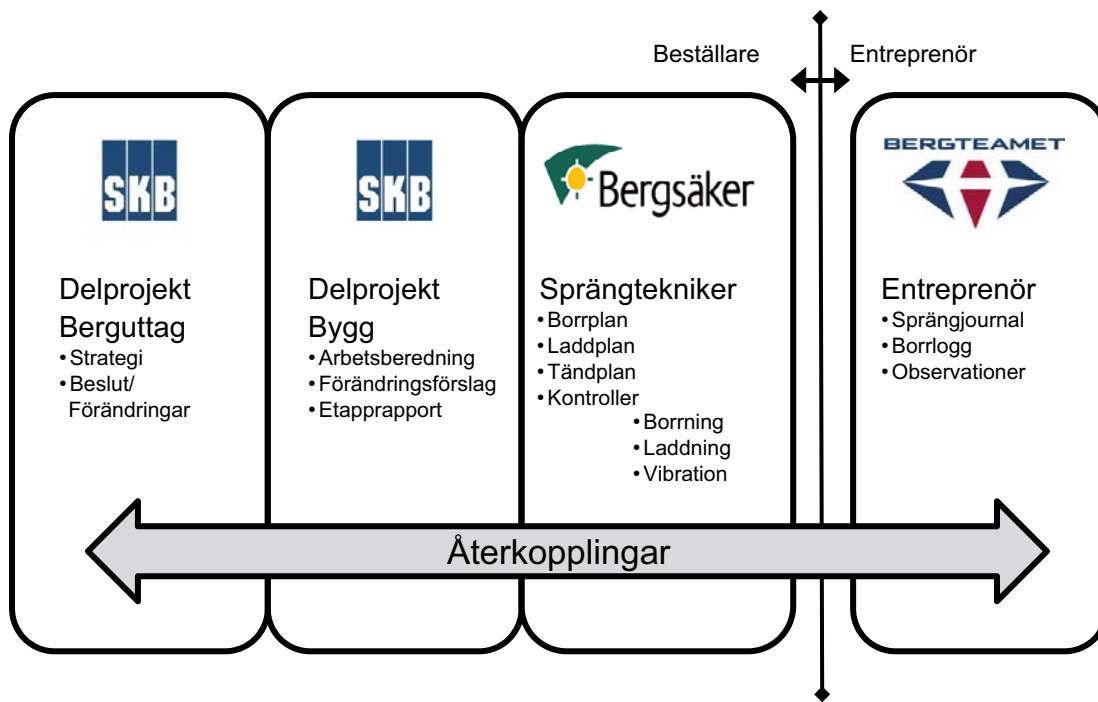 Beställare
Entreprenör
SKB
Delprojekt
Berguttag
• Strategi
• Beslut/
Förändringar
SKB
Delprojekt
Bygg
• Arbetsberedning
• Förändringsförslag
• Etapprapport
Bergsäker
Sprängtekniker
• Borrplan
• Laddplan
• Tändplan
• Kontroller
• Borrning
• Laddning
• Vibration
BERGTEAMET
Entreprenör
• Sprängjournal
• Borrlogg
• Observationer
Återkopplingar